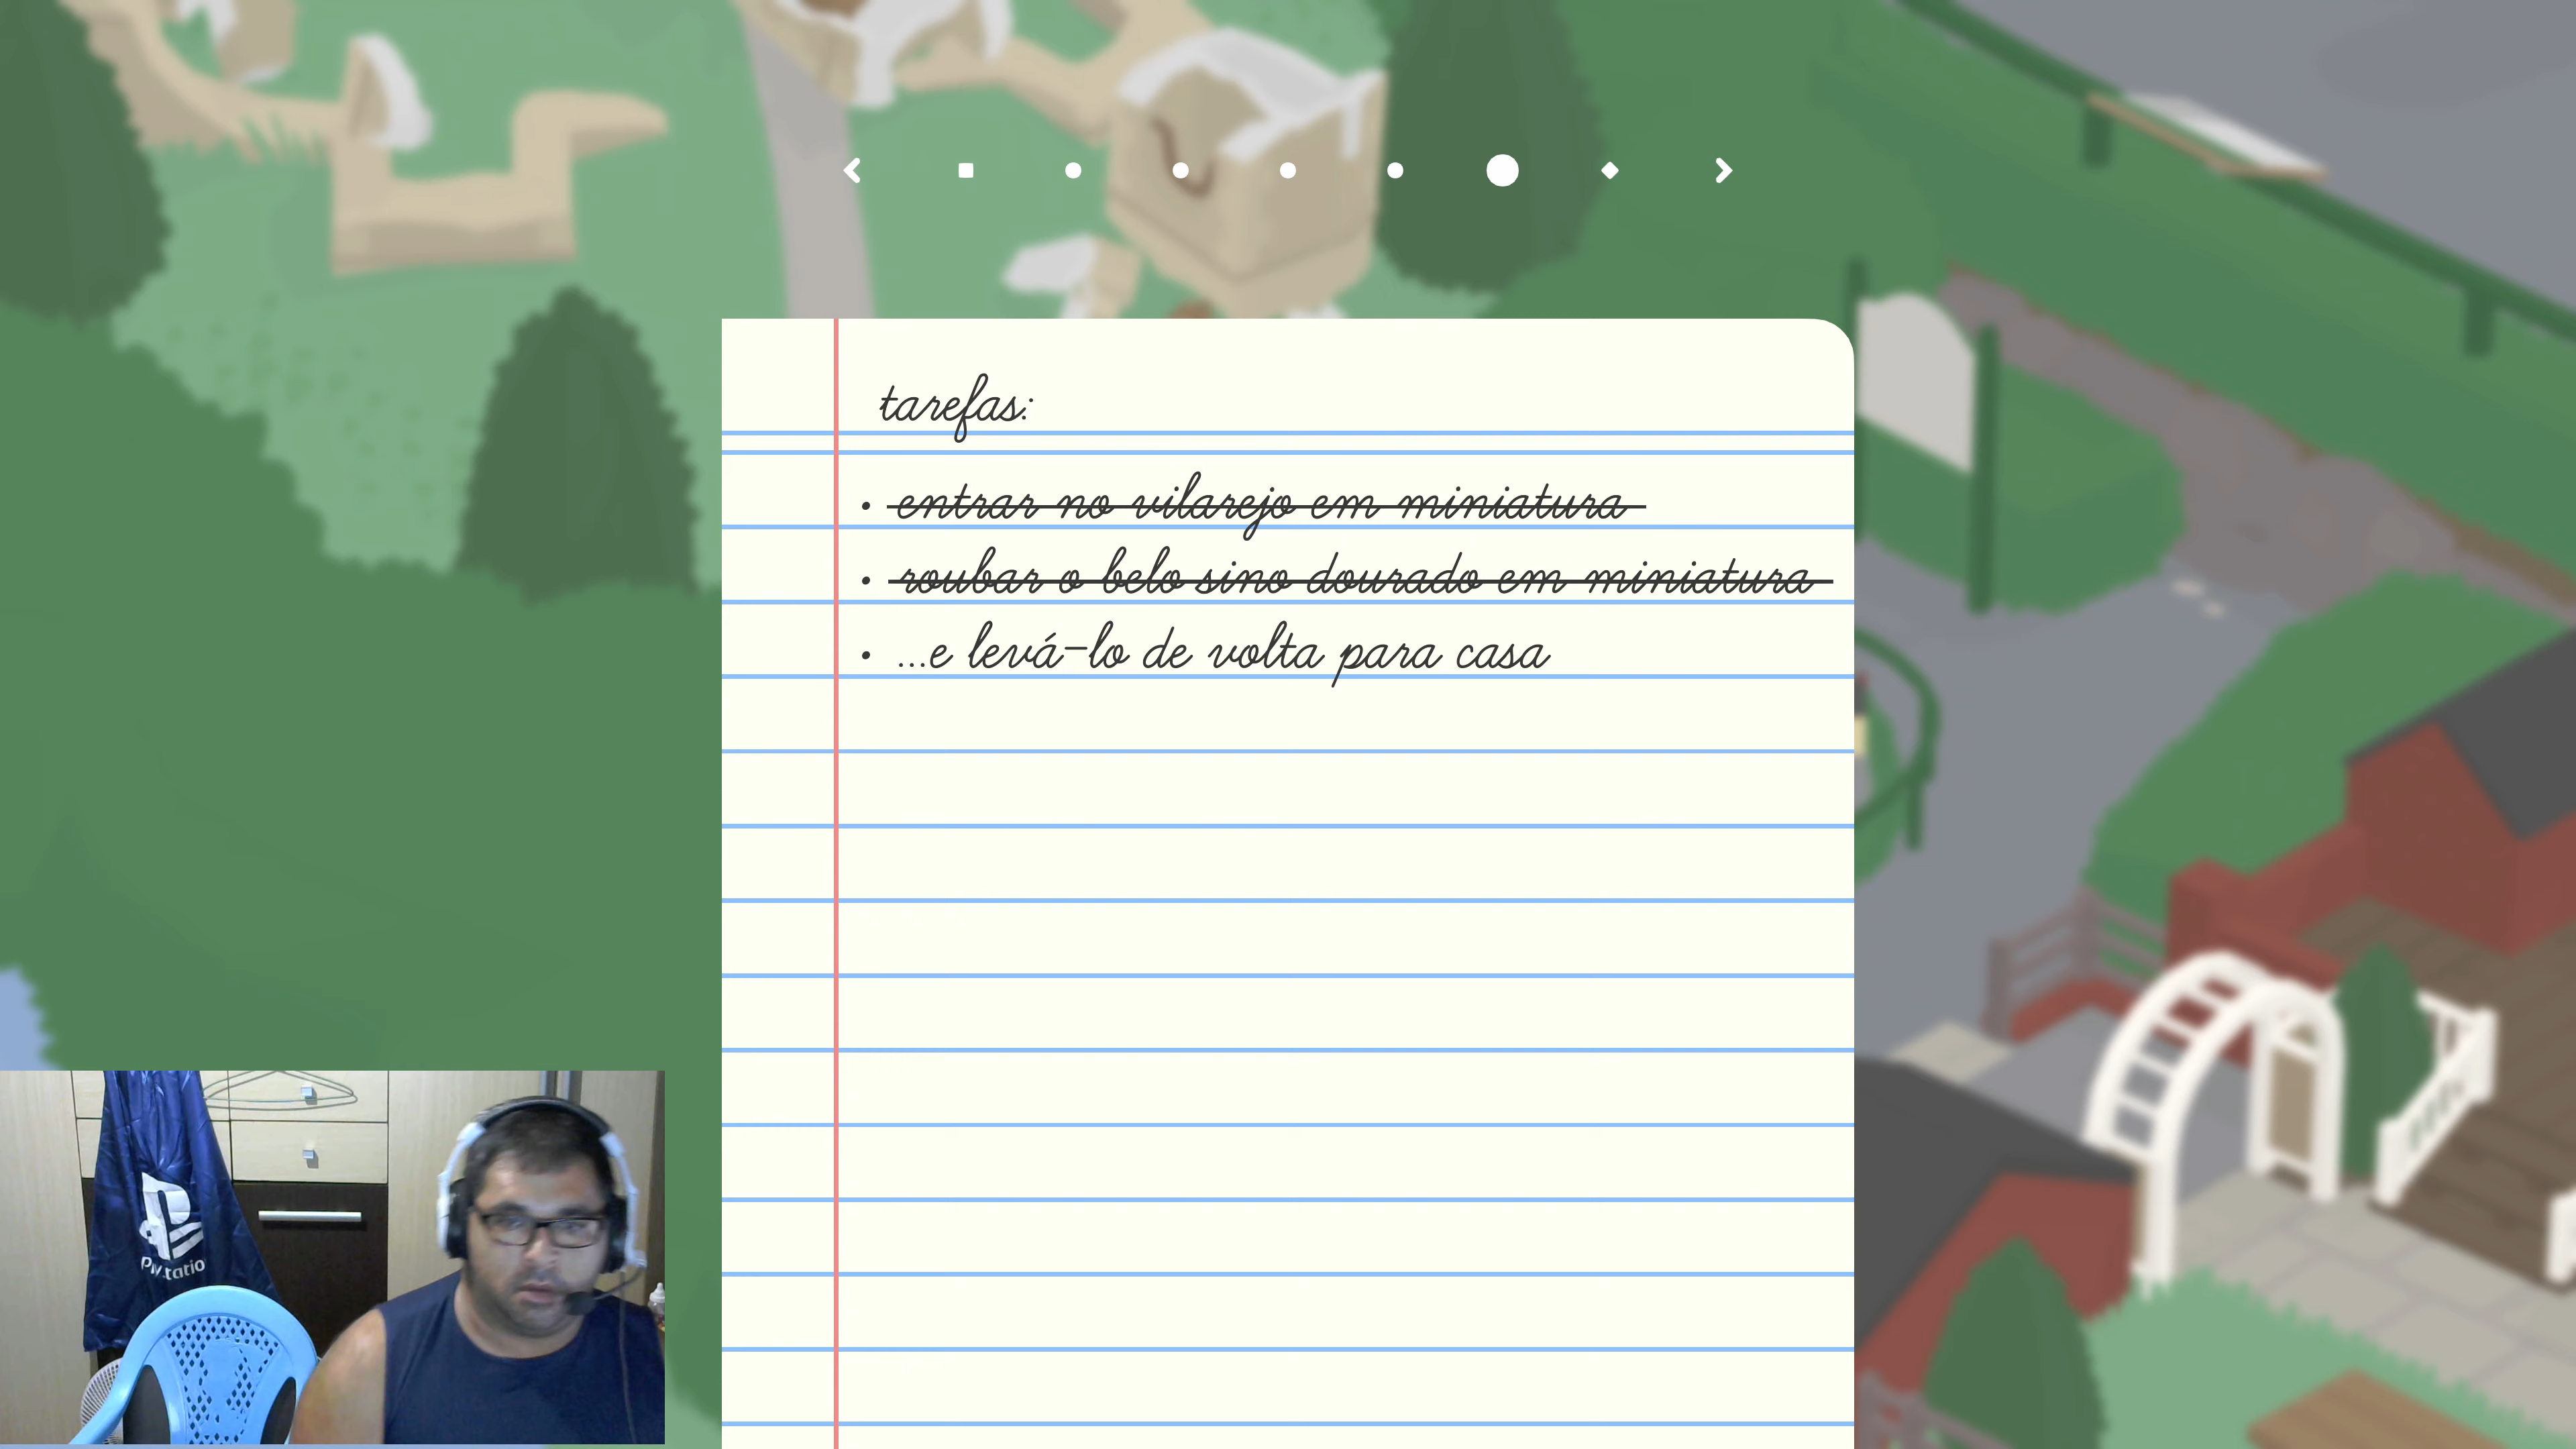 tarefas:
• entrar no vilarejo em miniatura
• roubar o belo sino dourado em miniatura
• ...e levá-lo de volta para casa